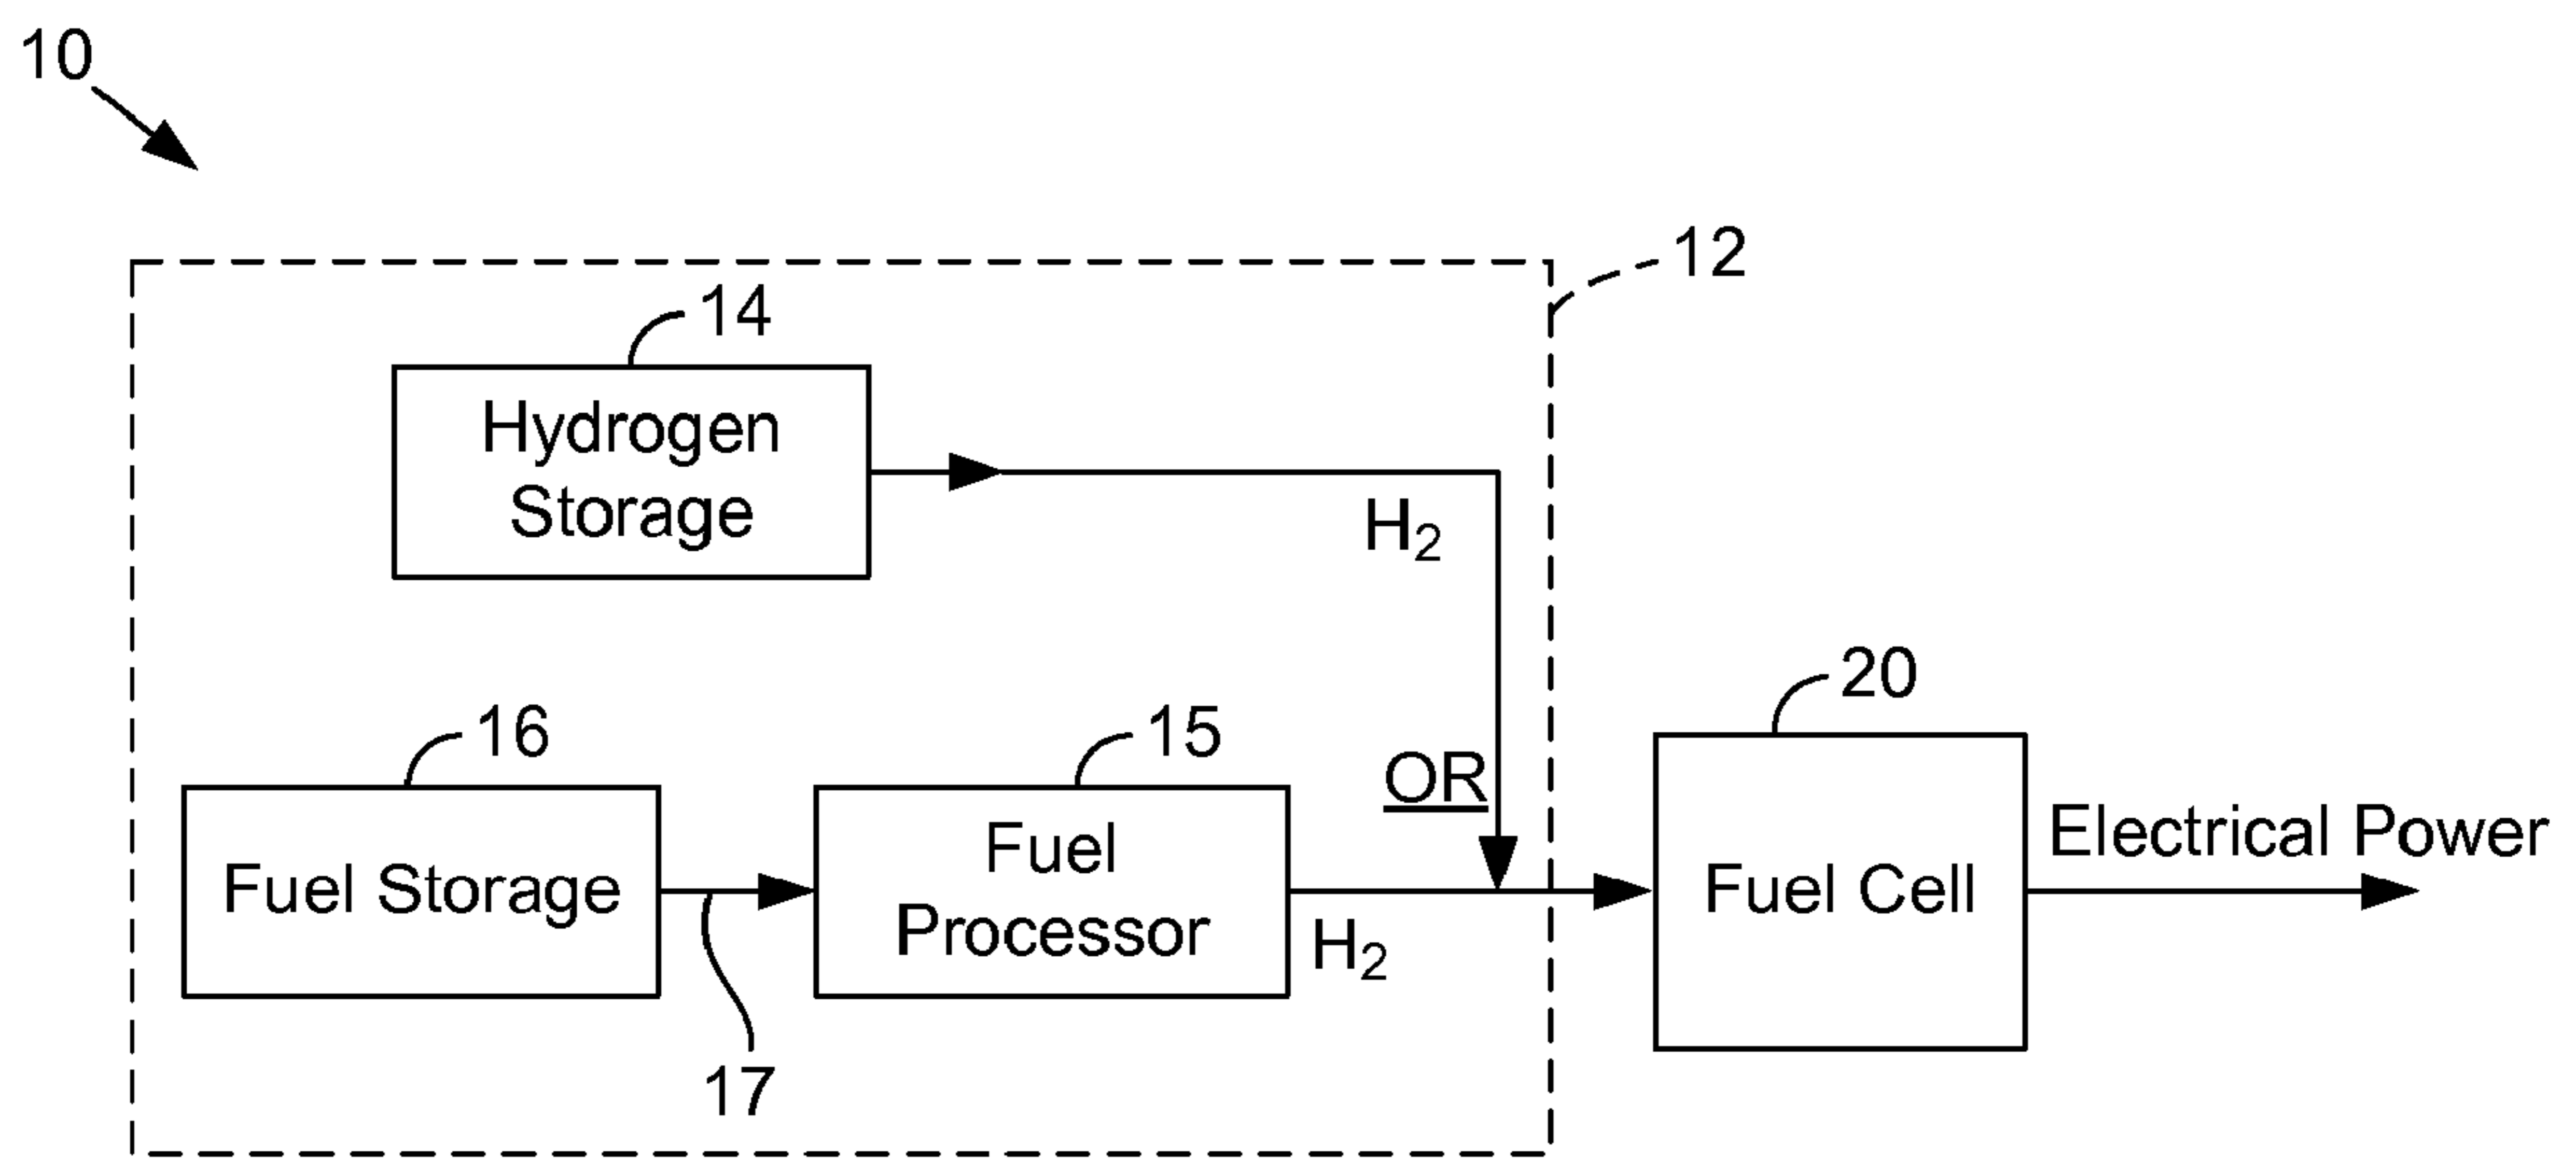 10
12
14
Hydrogen
Storage
H₂
20
16
15
OR
Electrical Power
Fuel Storage
Fuel
Processor
Fuel Cell
H₂
17